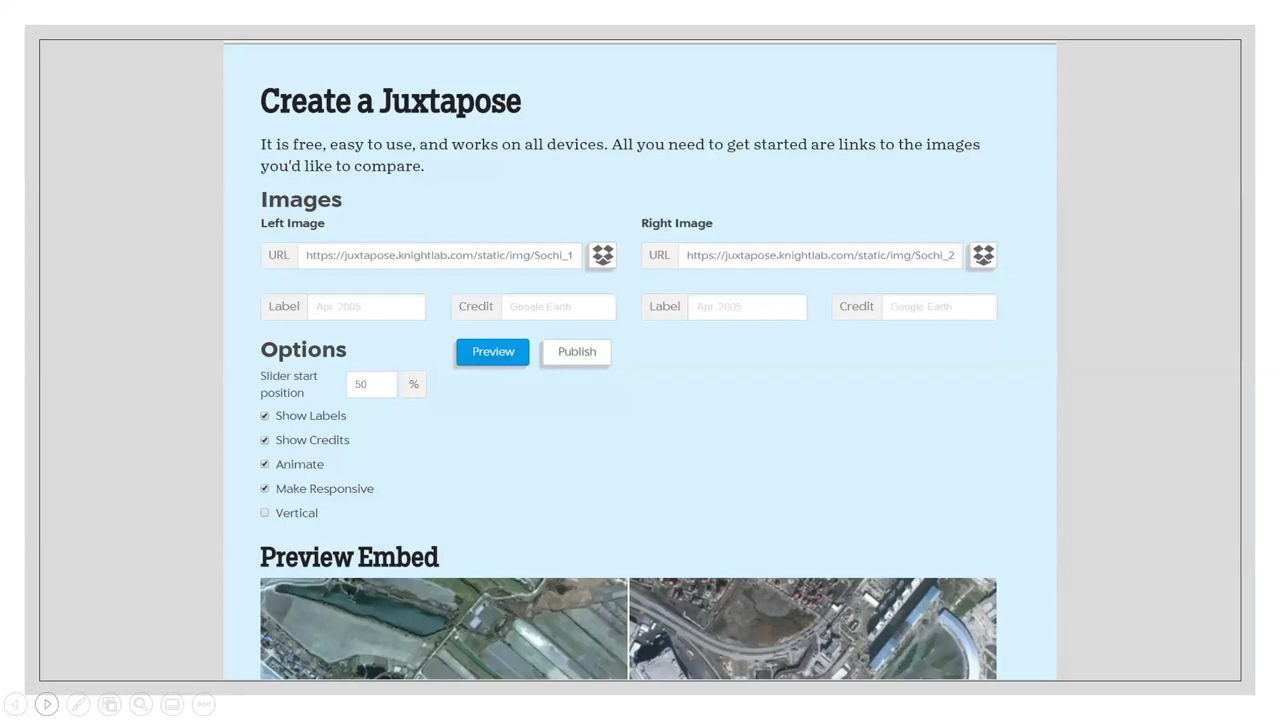 Create a Juxtapose
It is free, easy to use, and works on all devices. All you need to get started are links to the images
you'd like to compare.
Images
Left Image
Right Image
URL https://juxtapose.knightlab.com/static/img/Sochi_1
URL https://juxtapose.knightlab.com/static/img/Sochi_2
Label Apr. 2005 Credit Google Earth
Label Apr. 2005 Credit Google Earth
Options
Preview Publish
Slider start
position
50 %
Show Labels
Show Credits
Animate
Make Responsive
Vertical
Preview Embed